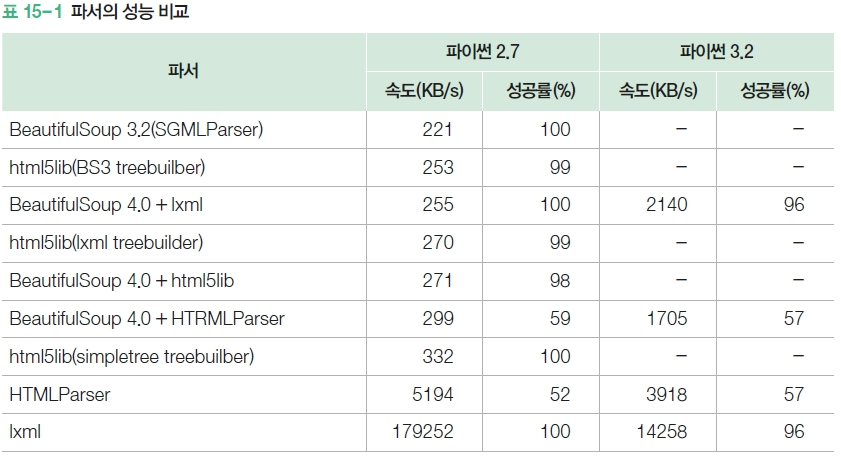 표 15-1 파서의 성능 비교
파서 파이썬 2.7 파이썬 3.2
속도(KB/s) 성공률(%) 속도(KB/s) 성공률(%)
BeautifulSoup 3.2(SGMLParser) 221 100 – –
html5lib(BS3 treebuilber) 253 99 – –
BeautifulSoup 4.0 + lxml 255 100 2140 96
html5lib(lxml treebuilder) 270 99 – –
BeautifulSoup 4.0 + html5lib 271 98 – –
BeautifulSoup 4.0 + HTRMLParser 299 59 1705 57
html5lib(simpletree treebuilber) 332 100 – –
HTMLParser 5194 52 3918 57
lxml 179252 100 14258 96